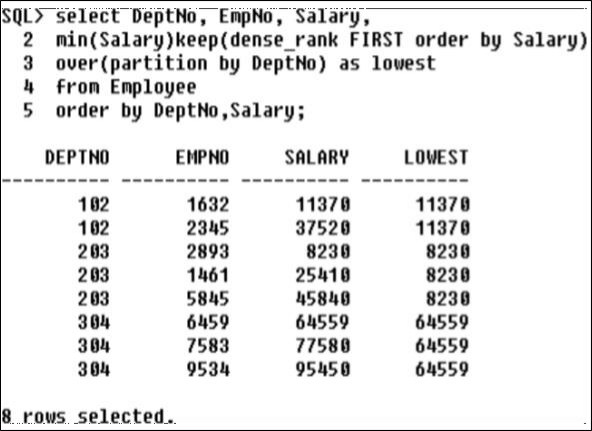 SQL> select DeptNo, EmpNo, Salary,
2 min(Salary)keep(dense_rank FIRST order by Salary)
3 over(partition by DeptNo) as lowest
4 from Employee
5 order by DeptNo,Salary;
DEPTNO EMPNO SALARY LOWEST
---------- ---------- ---------- ----------
102 1632 11370 11370
102 2345 37520 11370
203 2893 8230 8230
203 1461 25410 8230
203 5845 45840 8230
304 6459 64559 64559
304 7583 77580 64559
304 9534 95450 64559
8 rows selected.